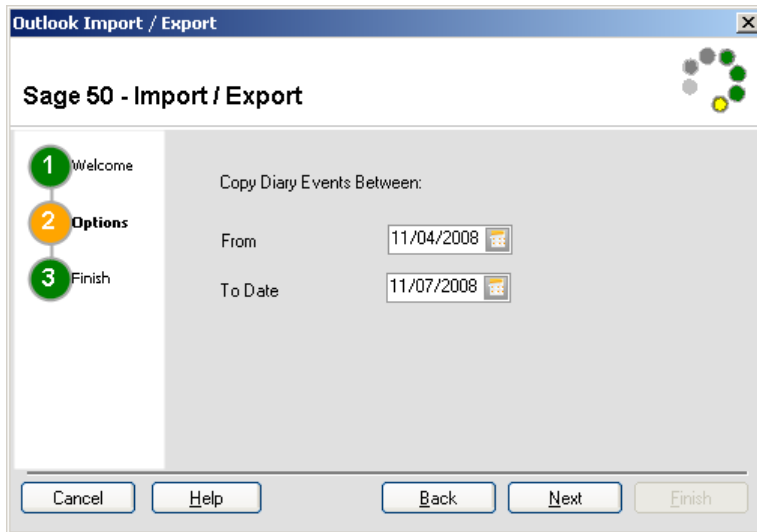 Outlook Import / Export
Sage 50 - Import / Export
1 Welcome
2 Options
3 Finish
Copy Diary Events Between:
From 11/04/2008
To Date 11/07/2008
Cancel Help Back Next Finish